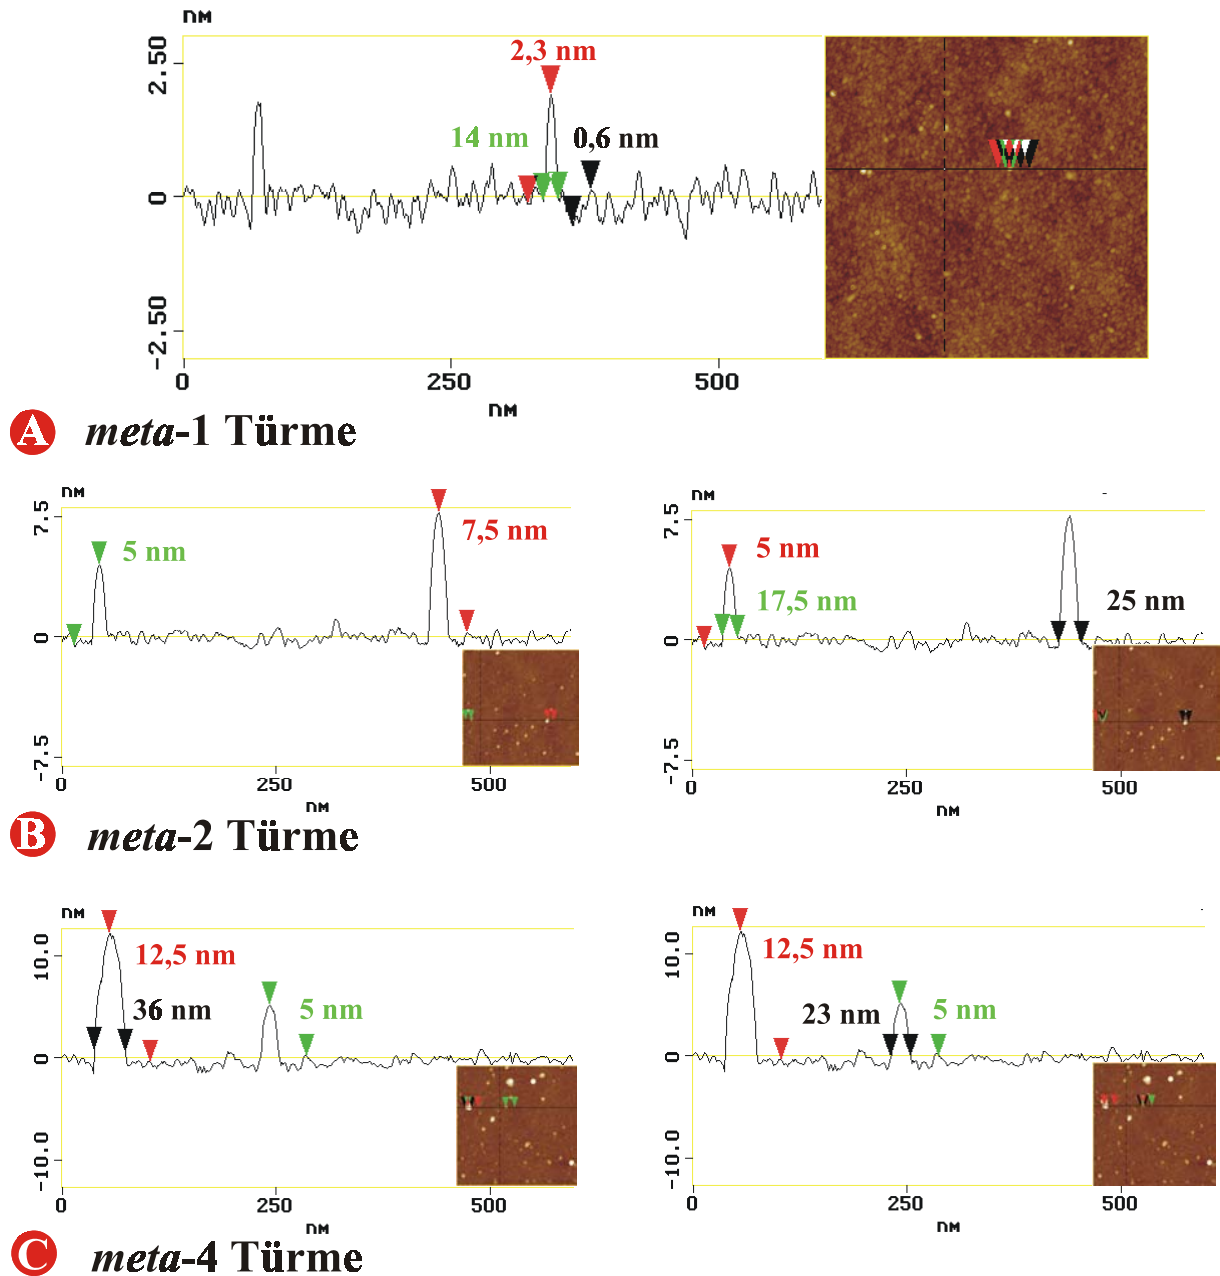 nm
2.50
0
-2.50
2,3 nm
14 nm
0,6 nm
0 250 500
nm
A meta-1 Türme
nm
7.5
0
-7.5
5 nm
7,5 nm
0 250 500
nm
nm
7.5
0
-7.5
5 nm
17,5 nm
25 nm
0 250 500
nm
B meta-2 Türme
nm
10.0
0
-10.0
12,5 nm
36 nm
5 nm
0 250 500
nm
nm
10.0
0
-10.0
12,5 nm
23 nm
5 nm
0 250 500
nm
C meta-4 Türme